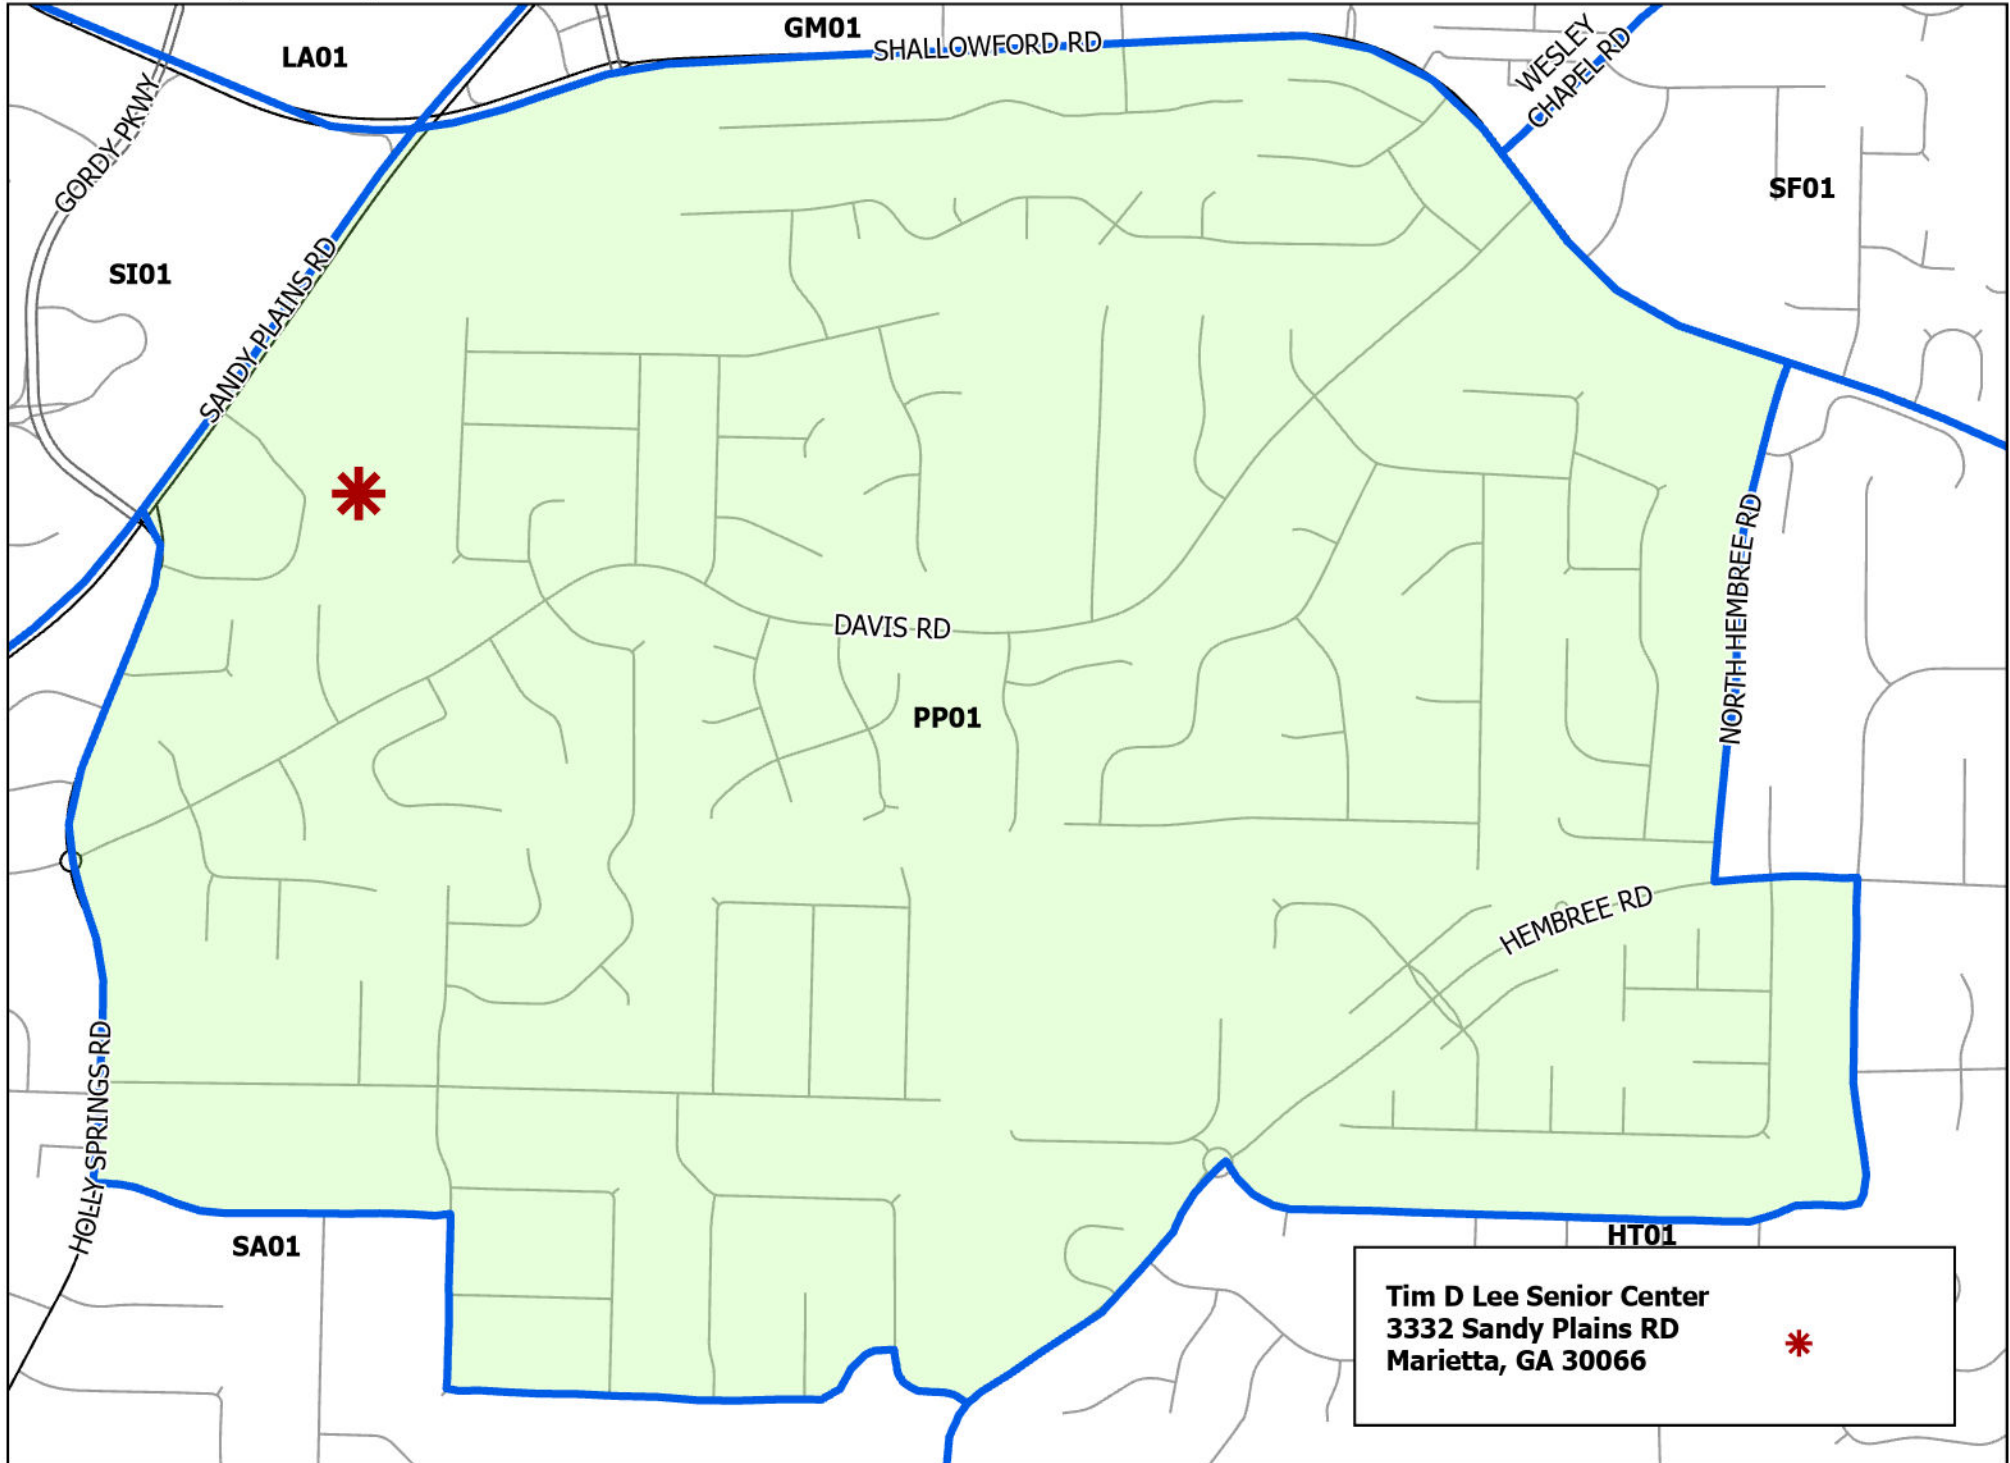 GM01
LA01
SHALLOWFORD RD
WESLEY
CHAPEL RD
GORDY PKWY
SF01
SI01
SANDY PLAINS RD
NORTH HEMBREE RD
DAVIS RD
PP01
HEMBREE RD
HOLLY SPRINGS RD
SA01
HT01
Tim D Lee Senior Center
3332 Sandy Plains RD
Marietta, GA 30066